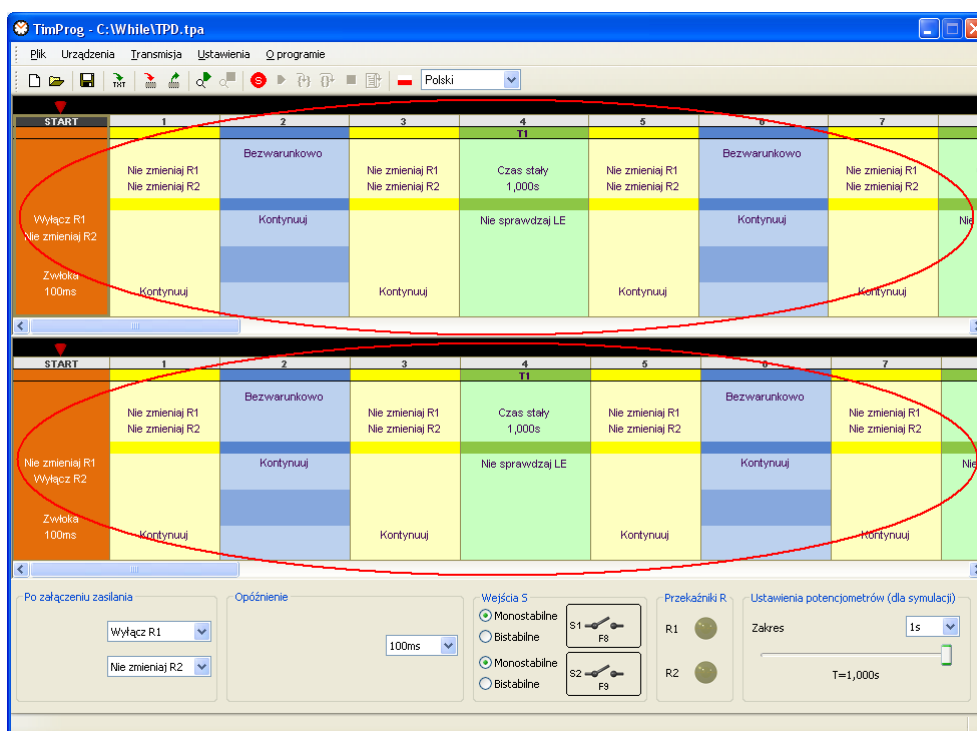 TimProg - C:\While\TPD.tpa
Plik Urządzenia Transmisja Ustawienia O programie
TXT S Polski
START 1 2 3 4 5 6 7
T1
Bezwarunkowo Bezwarunkowo
Nie zmieniaj R1 Nie zmieniaj R1 Czas stały Nie zmieniaj R1 Nie zmieniaj R1
Nie zmieniaj R2 Nie zmieniaj R2 1,000s Nie zmieniaj R2 Nie zmieniaj R2
Wyłącz R1 Kontynuuj Nie sprawdzaj LE Kontynuuj Nie
Nie zmieniaj R2
Zwłoka
100ms Kontynuuj Kontynuuj Kontynuuj Kontynuuj
START 1 2 3 4 5 6 7
T1
Bezwarunkowo Bezwarunkowo
Nie zmieniaj R1 Nie zmieniaj R1 Czas stały Nie zmieniaj R1 Nie zmieniaj R1
Nie zmieniaj R2 Nie zmieniaj R2 1,000s Nie zmieniaj R2 Nie zmieniaj R2
Nie zmieniaj R1 Kontynuuj Nie sprawdzaj LE Kontynuuj Nie
Wyłącz R2
Zwłoka
100ms Kontynuuj Kontynuuj Kontynuuj Kontynuuj
Po załączeniu zasilania
Wyłącz R1
Nie zmieniaj R2
Opóźnienie
100ms
Wejścia S
Monostabilne
Bistabilne
S1
F8
Monostabilne
Bistabilne
S2
F9
Przekaźniki R
R1
R2
Ustawienia potencjometrów (dla symulacji)
Zakres 1s
T=1,000s